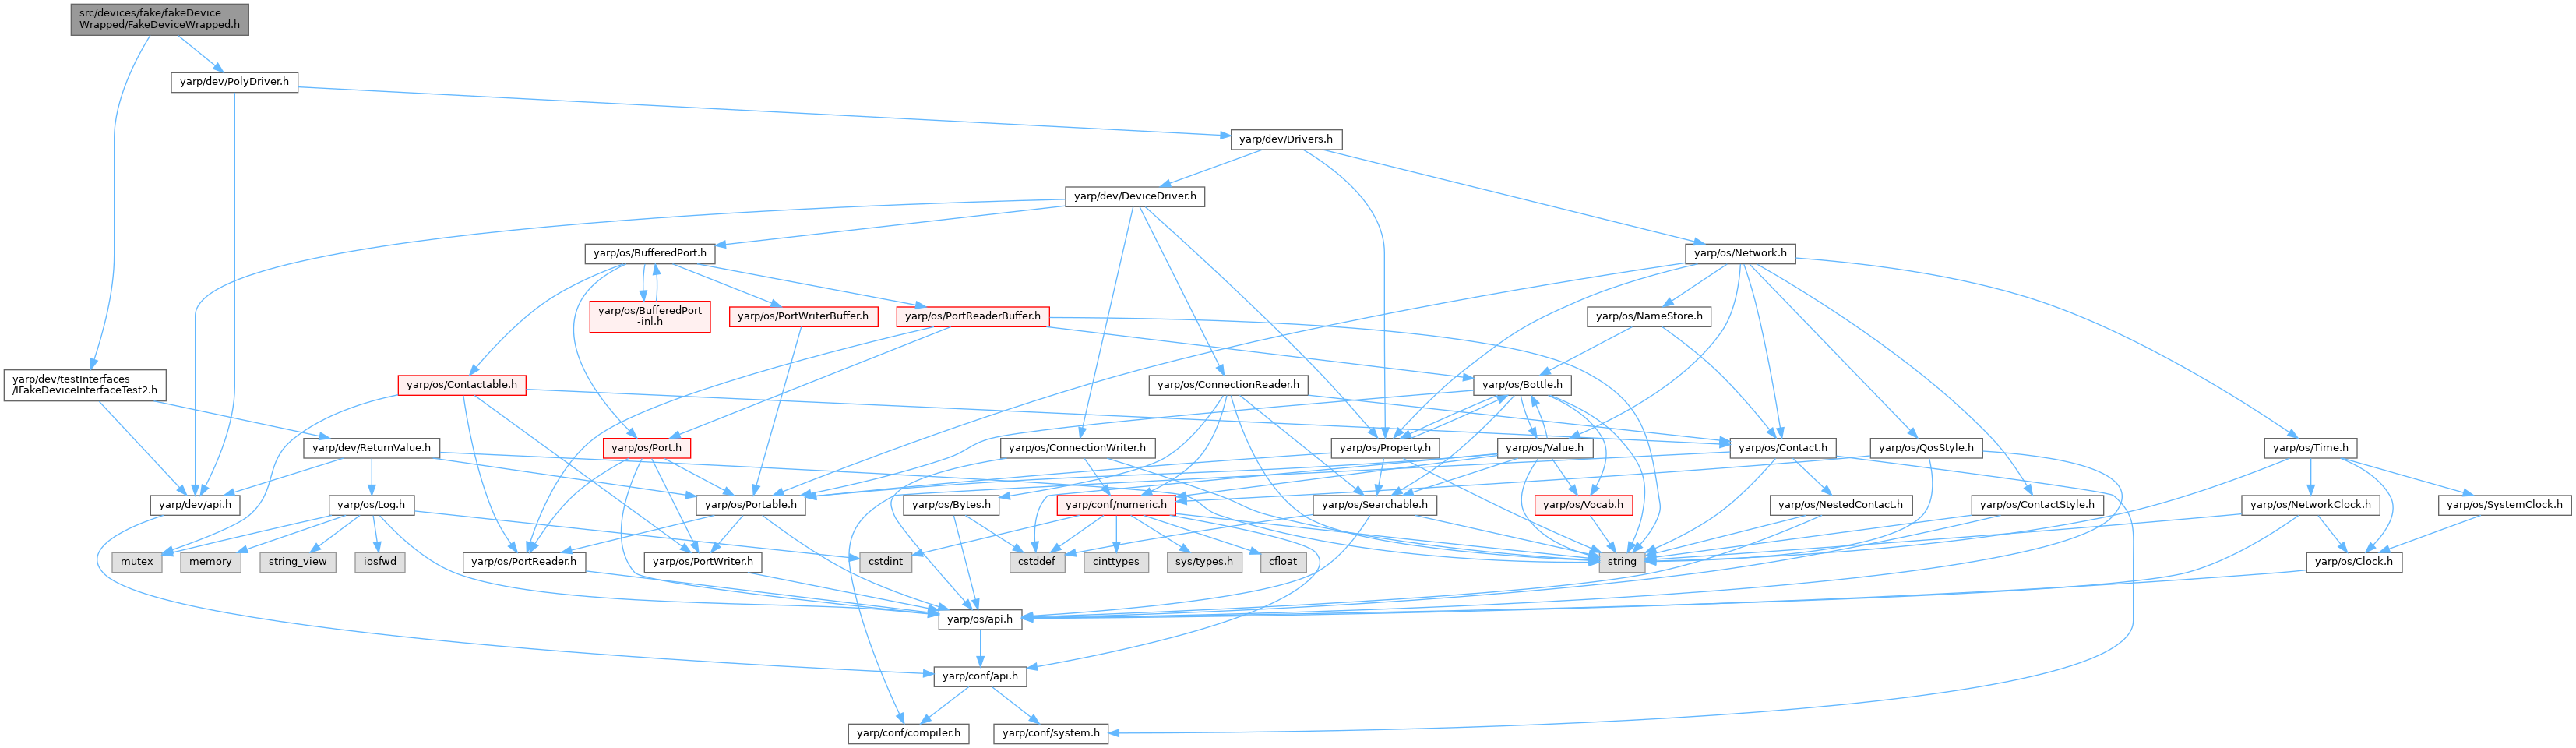 src/devices/fake/fakeDevice
Wrapped/FakeDeviceWrapped.h
yarp/dev/PolyDriver.h
yarp/dev/Drivers.h
yarp/dev/DeviceDriver.h
yarp/os/BufferedPort.h
yarp/os/Network.h
yarp/os/BufferedPort
-inl.h
yarp/os/PortWriterBuffer.h
yarp/os/PortReaderBuffer.h
yarp/os/NameStore.h
yarp/dev/testInterfaces
/IFakeDeviceInterfaceTest2.h
yarp/os/Contactable.h
yarp/os/ConnectionReader.h
yarp/os/Bottle.h
yarp/dev/ReturnValue.h
yarp/os/Port.h
yarp/os/ConnectionWriter.h
yarp/os/Property.h
yarp/os/Value.h
yarp/os/Contact.h
yarp/os/QosStyle.h
yarp/os/Time.h
yarp/dev/api.h
yarp/os/Log.h
yarp/os/Portable.h
yarp/os/Bytes.h
yarp/conf/numeric.h
yarp/os/Searchable.h
yarp/os/Vocab.h
yarp/os/NestedContact.h
yarp/os/ContactStyle.h
yarp/os/NetworkClock.h
yarp/os/SystemClock.h
mutex
memory
string_view
iosfwd
yarp/os/PortReader.h
yarp/os/PortWriter.h
cstdint
cstddef
cinttypes
sys/types.h
cfloat
string
yarp/os/Clock.h
yarp/os/api.h
yarp/conf/api.h
yarp/conf/compiler.h
yarp/conf/system.h